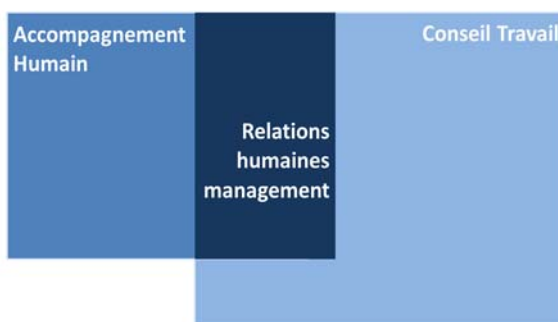 Accompagnement
Humain
Conseil Travail
Relations
humaines
management